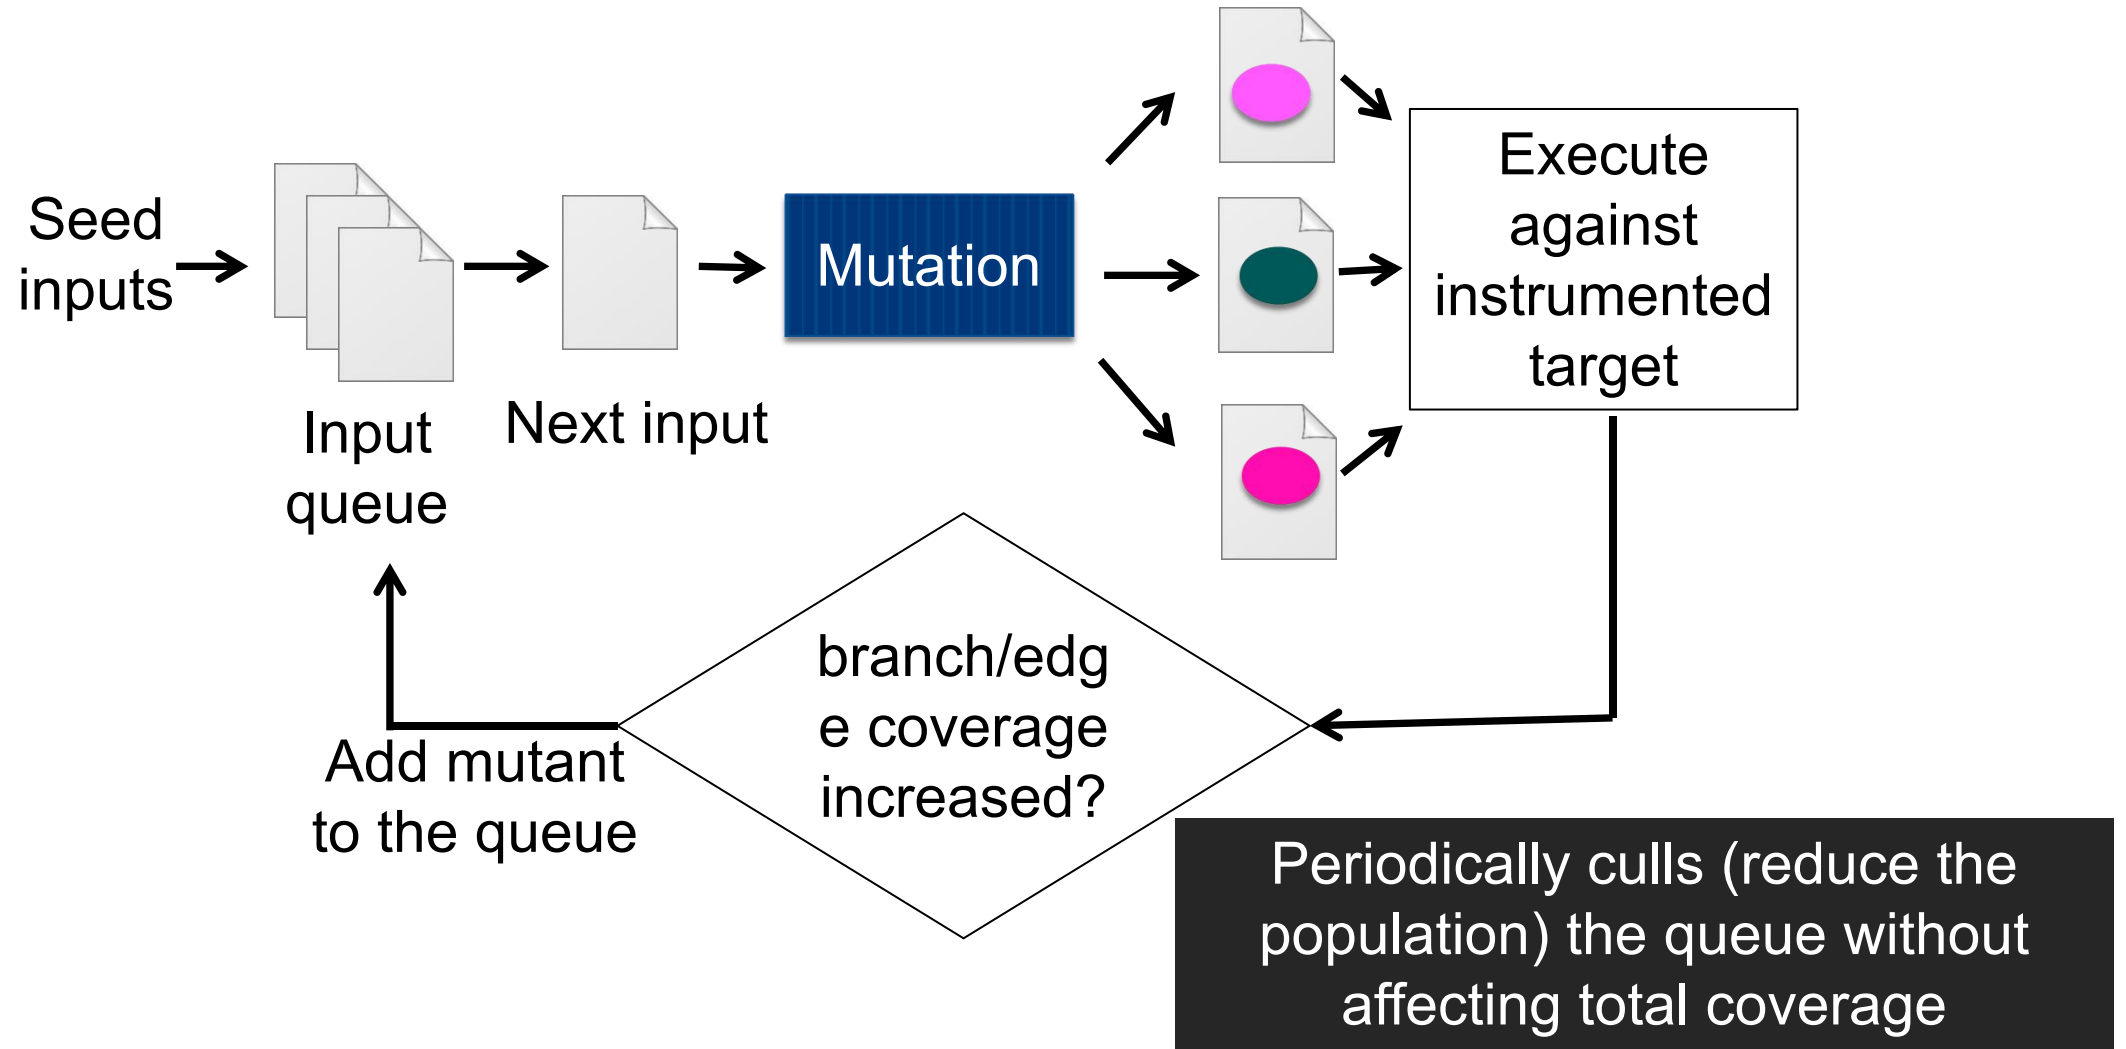 Seed
inputs
Input
queue
Next input
Mutation
Execute
against
instrumented
target
branch/edg
e coverage
increased?
Add mutant
to the queue
Periodically culls (reduce the
population) the queue without
affecting total coverage